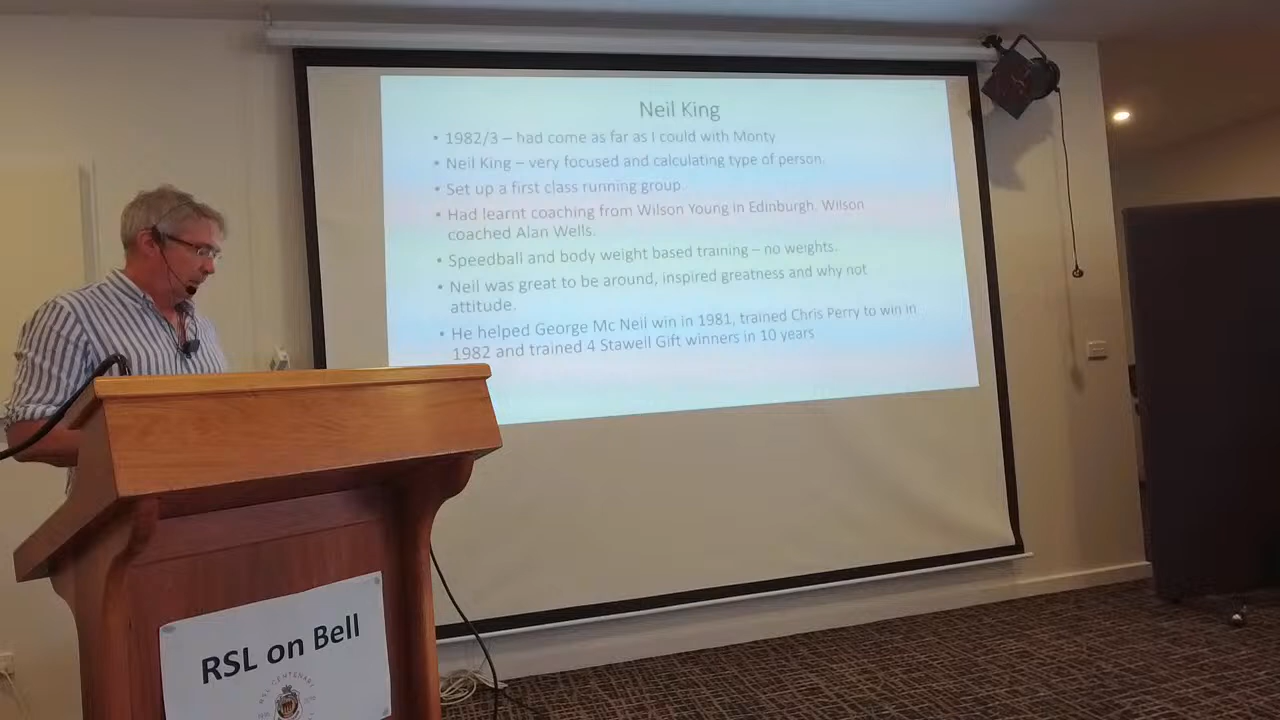 Neil King
• 1982/3 – had come as far as I could with Monty
• Neil King – very focused and calculating type of person.
• Set up a first class running group.
• Had learnt coaching from Wilson Young in Edinburgh. Wilson
coached Alan Wells.
• Speedball and body weight based training – no weights.
• Neil was great to be around, inspired greatness and why not
attitude.
• He helped George Mc Neil win in 1981, trained Chris Perry to win in
1982 and trained 4 Stawell Gift winners in 10 years
RSL on Bell
RSL CENTENARY